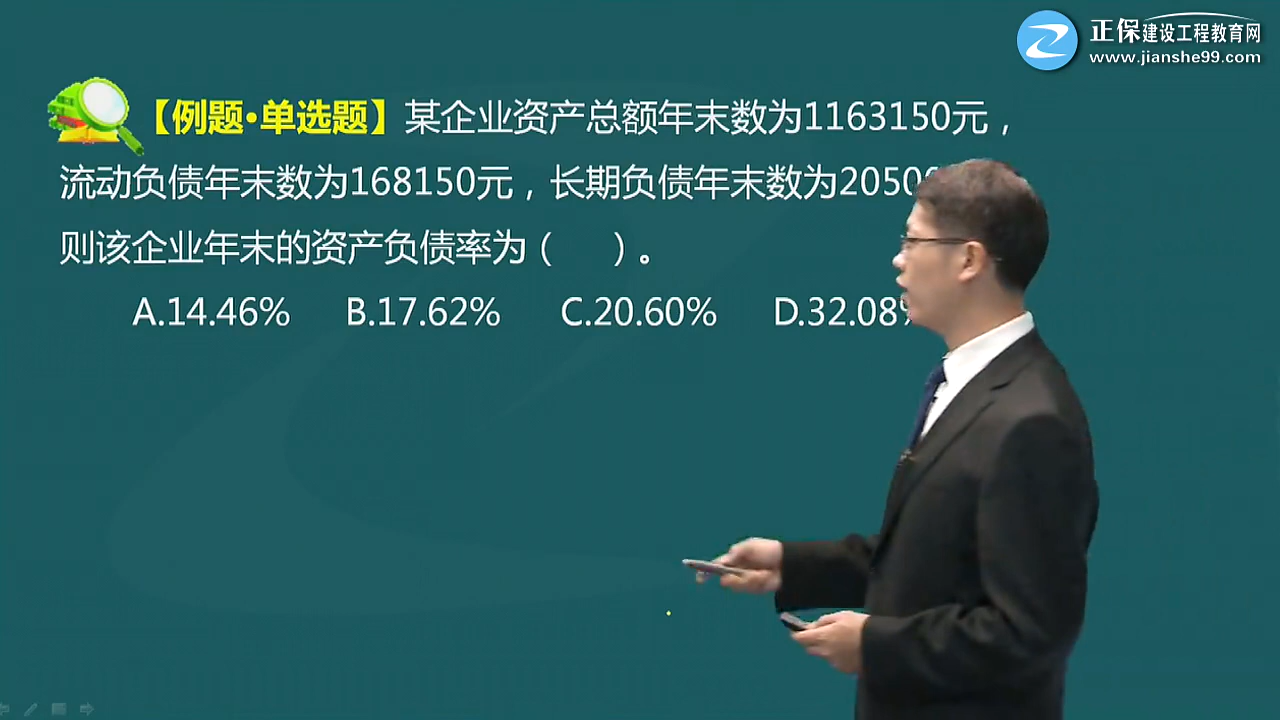 正保建设工程教育网
www.jianshe99.com
【例题·单选题】某企业资产总额年末数为1163150元，
流动负债年末数为168150元，长期负债年末数为2050
则该企业年末的资产负债率为（ ）。
A.14.46% B.17.62% C.20.60% D.32.08%